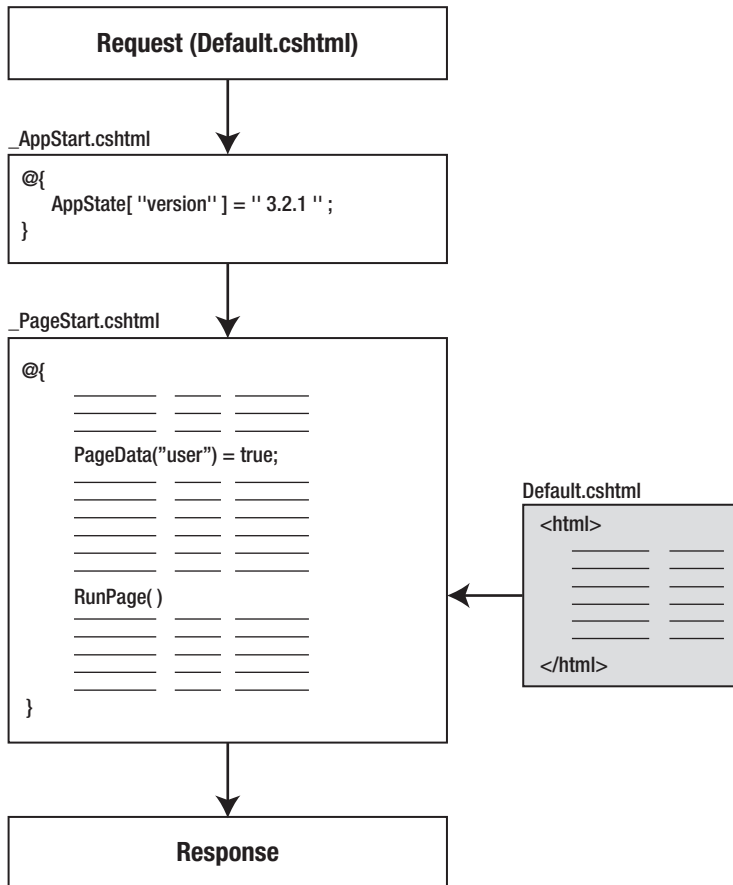 Request (Default.cshtml)
_AppStart.cshtml
@{
AppState[ "version" ] = " 3.2.1 " ;
}
_PageStart.cshtml
@{
PageData(”user”) = true;
RunPage( )
}
Default.cshtml
<html>
</html>
Response